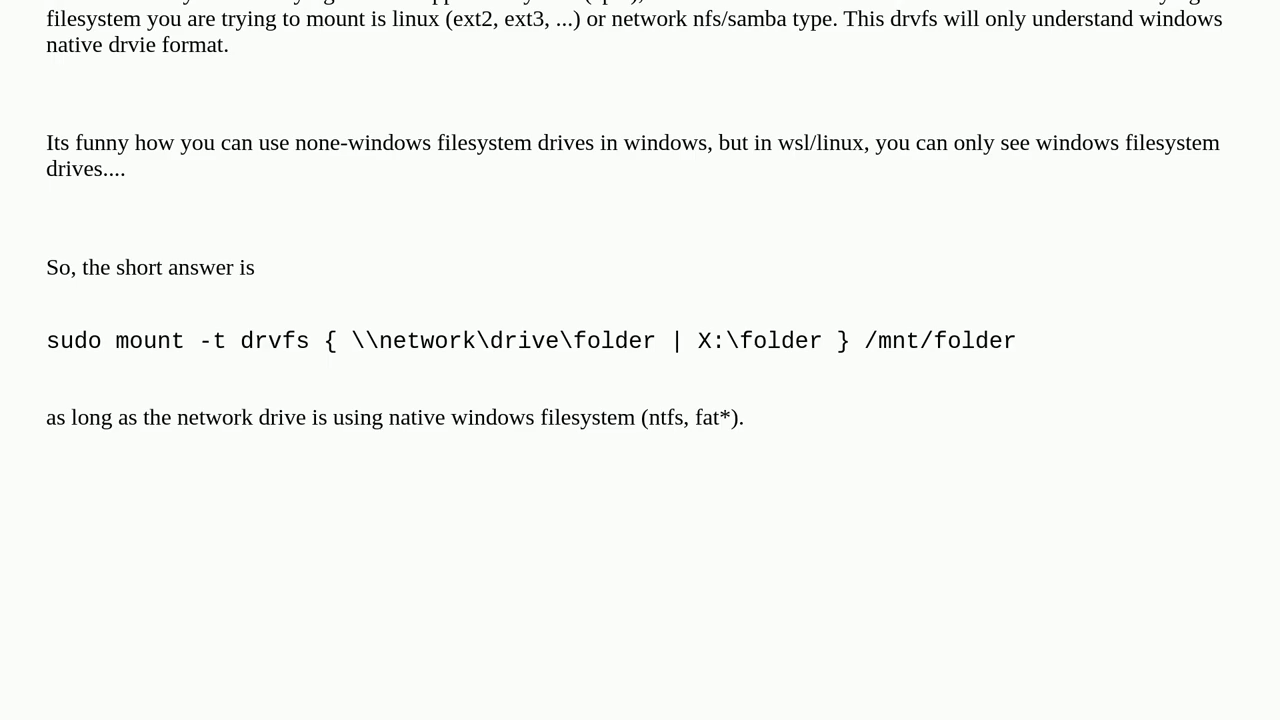 filesystem you are trying to mount is linux (ext2, ext3, ...) or network nfs/samba type. This drvfs will only understand windows
native drvie format.
Its funny how you can use none-windows filesystem drives in windows, but in wsl/linux, you can only see windows filesystem
drives....
So, the short answer is
sudo mount -t drvfs { \\network\drive\folder | X:\folder } /mnt/folder
as long as the network drive is using native windows filesystem (ntfs, fat*).